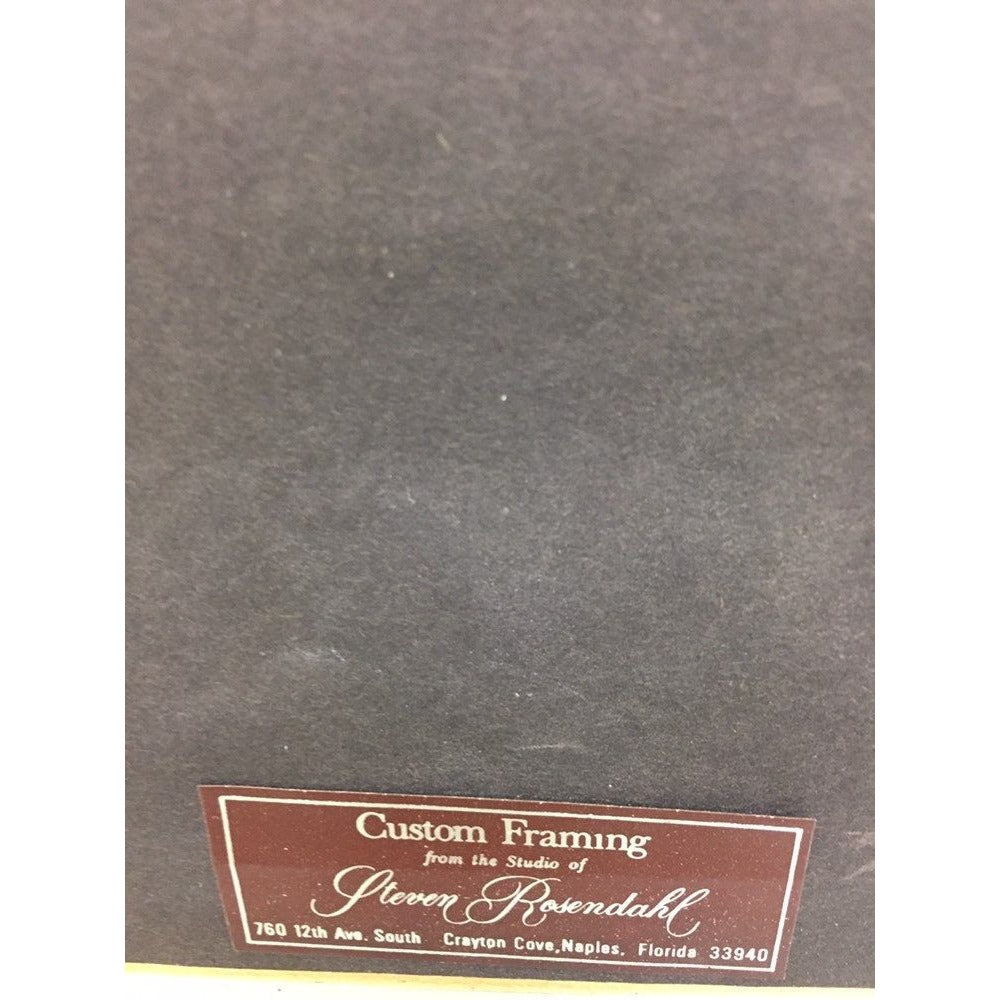 Custom Framing
from the Studio of
Steven Rosendahl
760 12th Ave. South Crayton Cove, Naples, Florida 33940